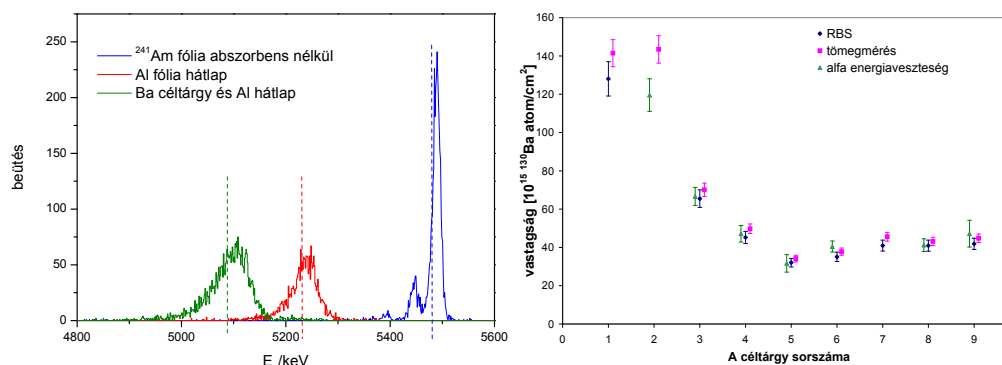 250
200
150
100
50
0
beütés
²⁴¹Am fólia abszorbens nélkül
Al fólia hátlap
Ba céltárgy és Al hátlap
4800 5000 5200 5400 5600
E /keV
160
140
120
100
80
60
40
20
0
vastagság [10¹⁵ ¹³⁰Ba atom/cm²]
RBS
tömegmérés
alfa energiaveszteség
0 1 2 3 4 5 6 7 8 9 10
A céltárgy sorszáma